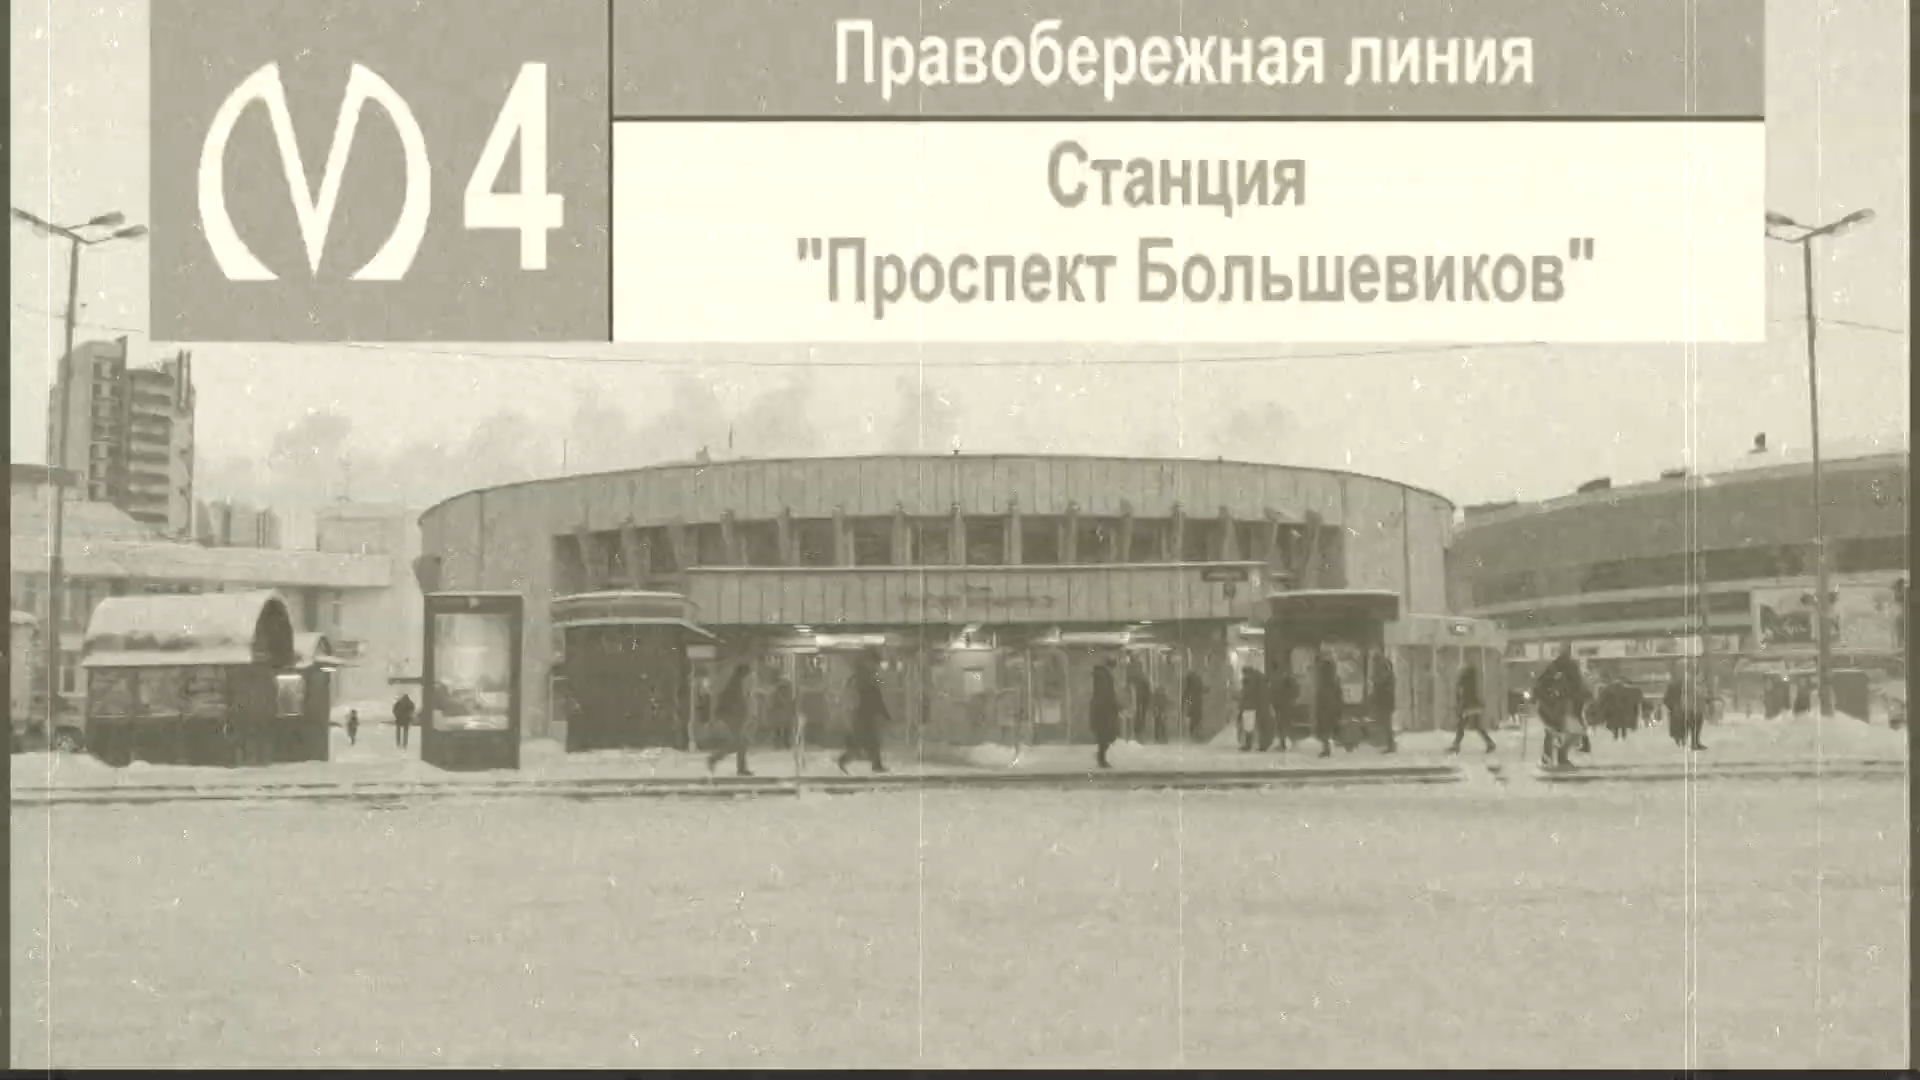 4
Правобережная линия
Станция
"Проспект Большевиков"